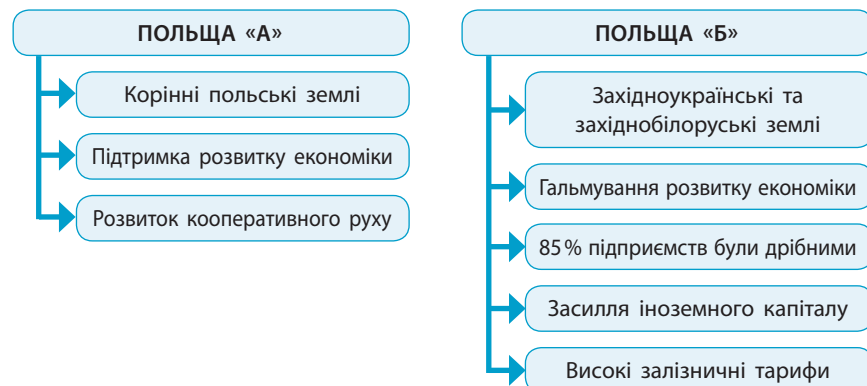 ПОЛЬЩА «А»
Корінні польські землі
Підтримка розвитку економіки
Розвиток кооперативного руху
ПОЛЬЩА «Б»
Західноукраїнські та
західнобілоруські землі
Гальмування розвитку економіки
85 % підприємств були дрібними
Засилля іноземного капіталу
Високі залізничні тарифи